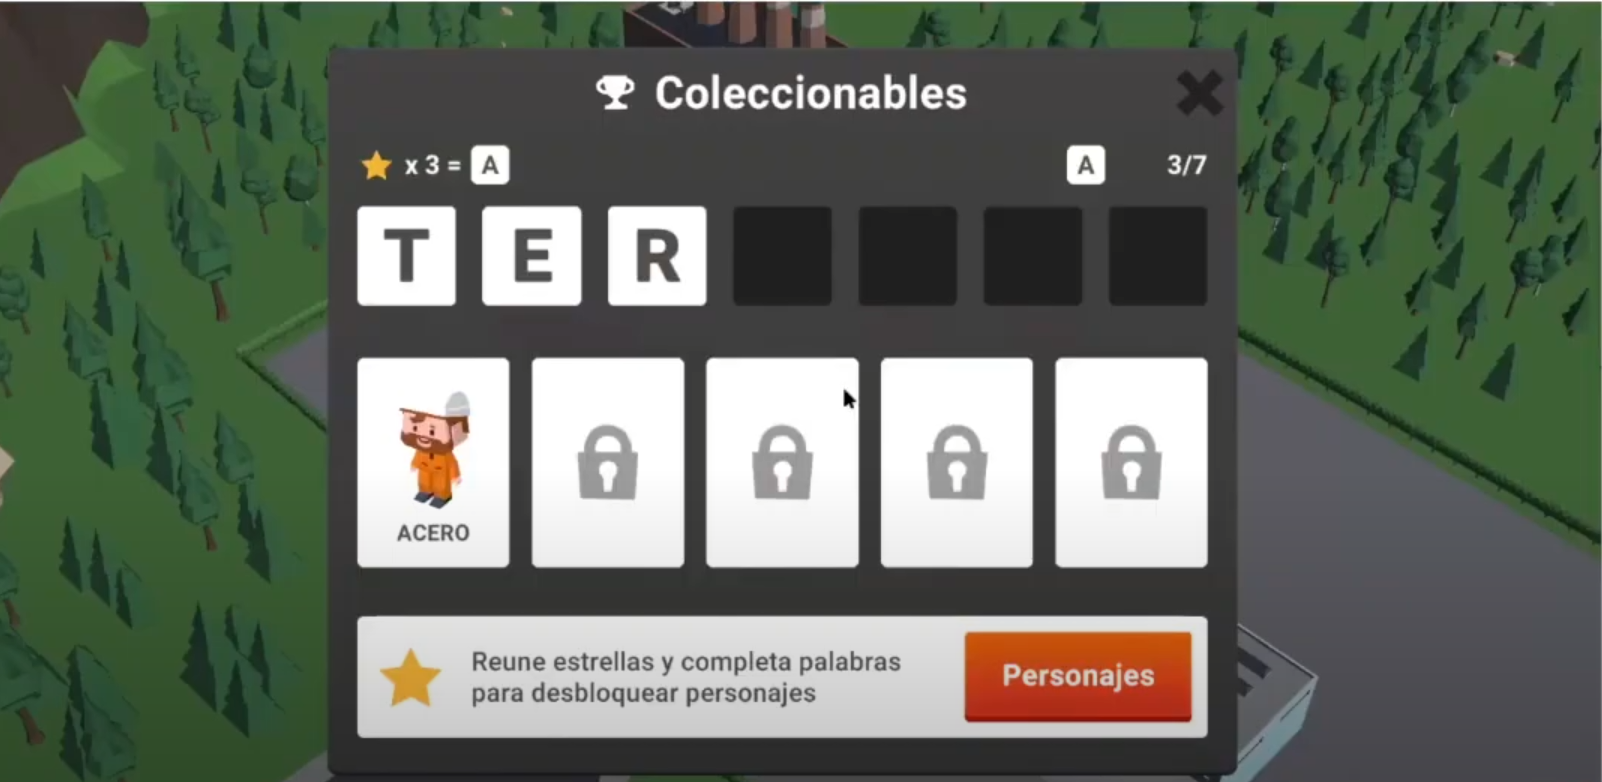 Coleccionables
x 3 = A
A 3/7
T E R
ACERO
Reune estrellas y completa palabras
para desbloquear personajes
Personajes